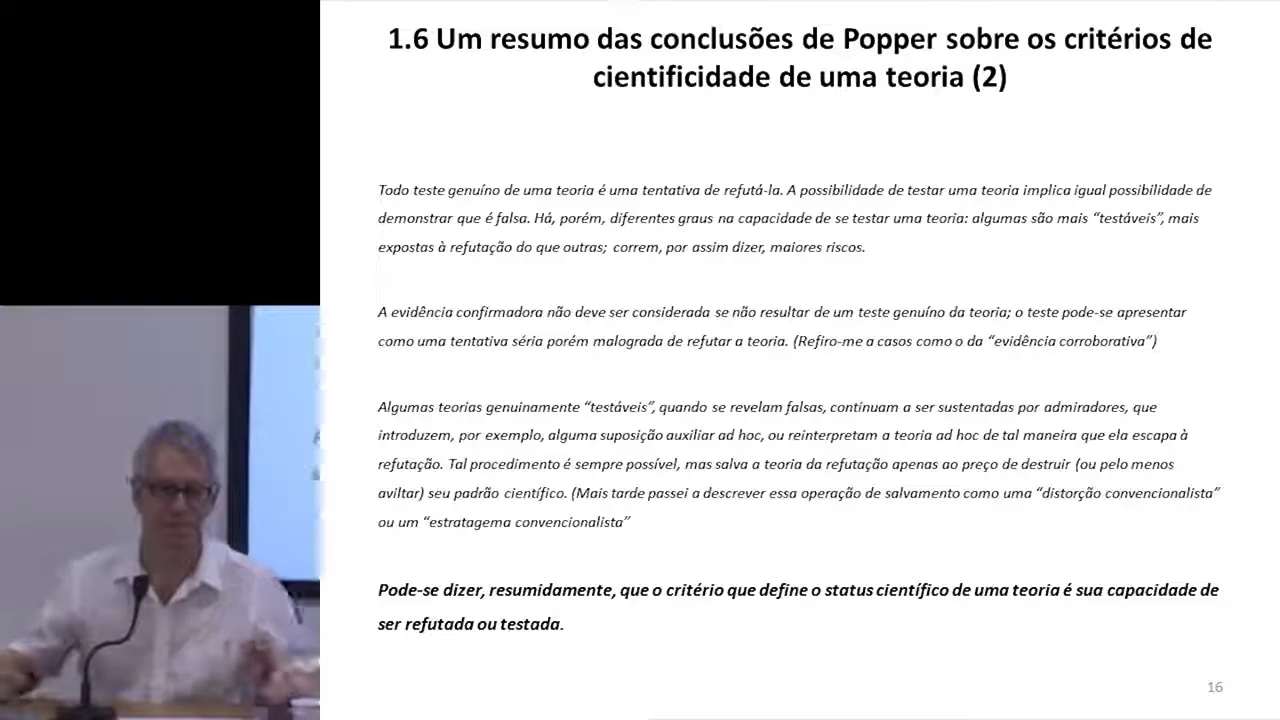 1.6 Um resumo das conclusões de Popper sobre os critérios de
cientificidade de uma teoria (2)
Todo teste genuíno de uma teoria é uma tentativa de refutá-la. A possibilidade de testar uma teoria implica igual possibilidade de
demonstrar que é falsa. Há, porém, diferentes graus na capacidade de se testar uma teoria: algumas são mais “testáveis”, mais
expostas à refutação do que outras; correm, por assim dizer, maiores riscos.
A evidência confirmadora não deve ser considerada se não resultar de um teste genuíno da teoria; o teste pode-se apresentar
como uma tentativa séria porém malograda de refutar a teoria. (Refiro-me a casos como o da “evidência corroborativa”)
Algumas teorias genuinamente “testáveis”, quando se revelam falsas, continuam a ser sustentadas por admiradores, que
introduzem, por exemplo, alguma suposição auxiliar ad hoc, ou reinterpretam a teoria ad hoc de tal maneira que ela escapa à
refutação. Tal procedimento é sempre possível, mas salva a teoria da refutação apenas ao preço de destruir (ou pelo menos
aviltar) seu padrão científico. (Mais tarde passei a descrever essa operação de salvamento como uma “distorção convencionalista”
ou um “estratagema convencionalista”
Pode-se dizer, resumidamente, que o critério que define o status científico de uma teoria é sua capacidade de
ser refutada ou testada.
16